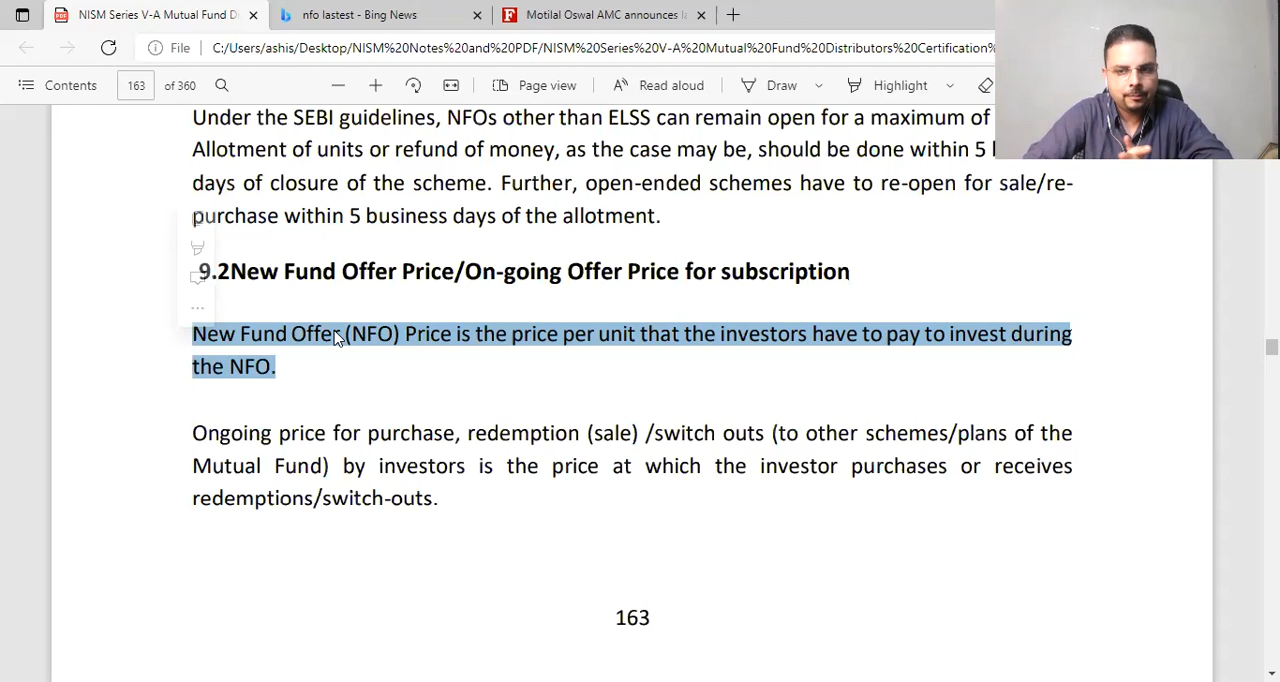 NISM Series V-A Mutual Fund D
nfo lastest - Bing News
Motilal Oswal AMC announces la
File
C:/Users/ashis/Desktop/NISM%20Notes%20and%20PDF/NISM%20Series%20V-A%20Mutual%20Fund%20Distributors%20Certification%
Contents
163
of 360
Page view
Read aloud
Draw
Highlight
Under the SEBI guidelines, NFOs other than ELSS can remain open for a maximum of
Allotment of units or refund of money, as the case may be, should be done within 5
days of closure of the scheme. Further, open-ended schemes have to re-open for sale/re-
purchase within 5 business days of the allotment.
9.2New Fund Offer Price/On-going Offer Price for subscription
New Fund Offer (NFO) Price is the price per unit that the investors have to pay to invest during
the NFO.
Ongoing price for purchase, redemption (sale) /switch outs (to other schemes/plans of the
Mutual Fund) by investors is the price at which the investor purchases or receives
redemptions/switch-outs.
163